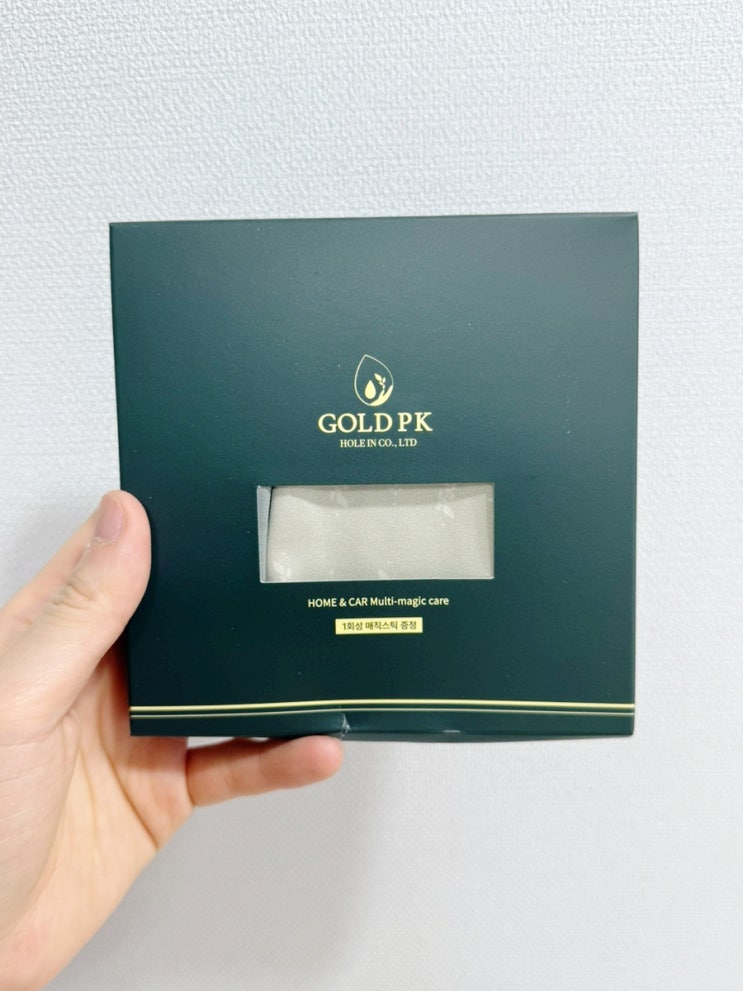 GOLD PK
HOLE IN CO., LTD
HOME & CAR Multi-magic care
1회성 매직스틱 증정